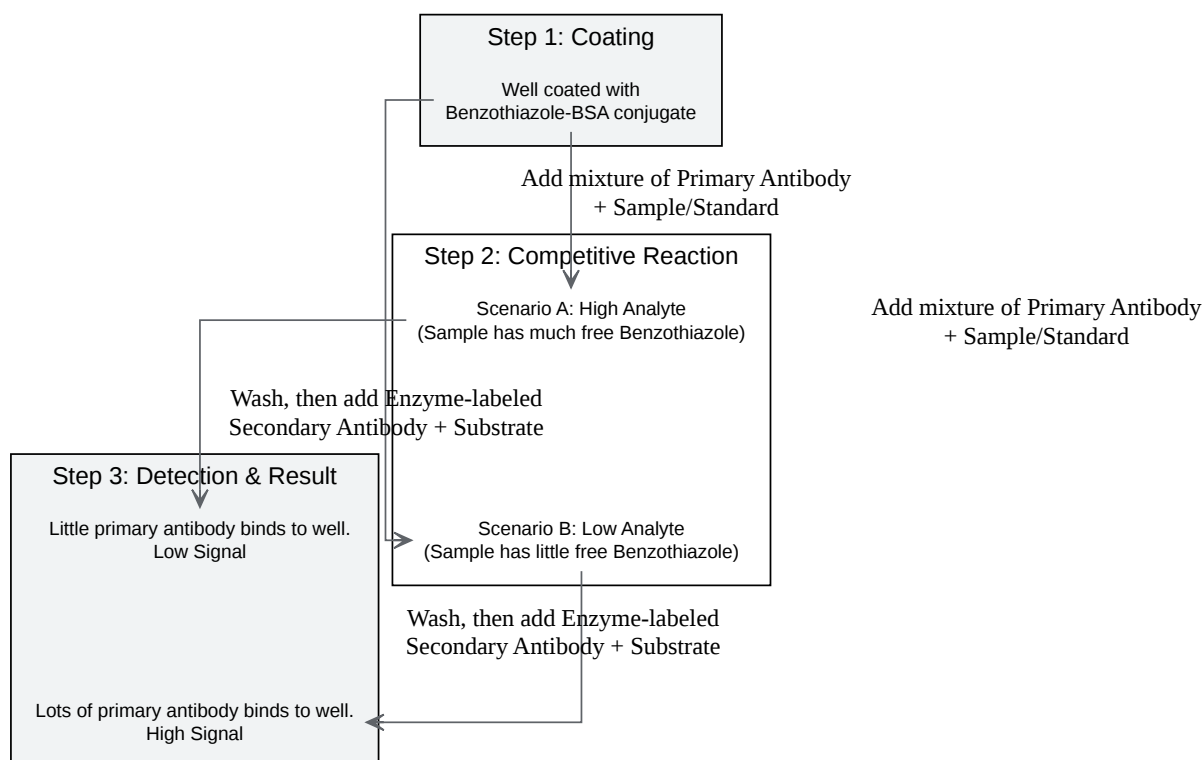 Step 1: Coating
Well coated with
Benzothiazole-BSA conjugate
Add mixture of Primary Antibody
+ Sample/Standard
Step 2: Competitive Reaction
Scenario A: High Analyte
(Sample has much free Benzothiazole)
Add mixture of Primary Antibody
+ Sample/Standard
Wash, then add Enzyme-labeled
Secondary Antibody + Substrate
Step 3: Detection & Result
Little primary antibody binds to well.
Low Signal
Scenario B: Low Analyte
(Sample has little free Benzothiazole)
Wash, then add Enzyme-labeled
Secondary Antibody + Substrate
Lots of primary antibody binds to well.
High Signal